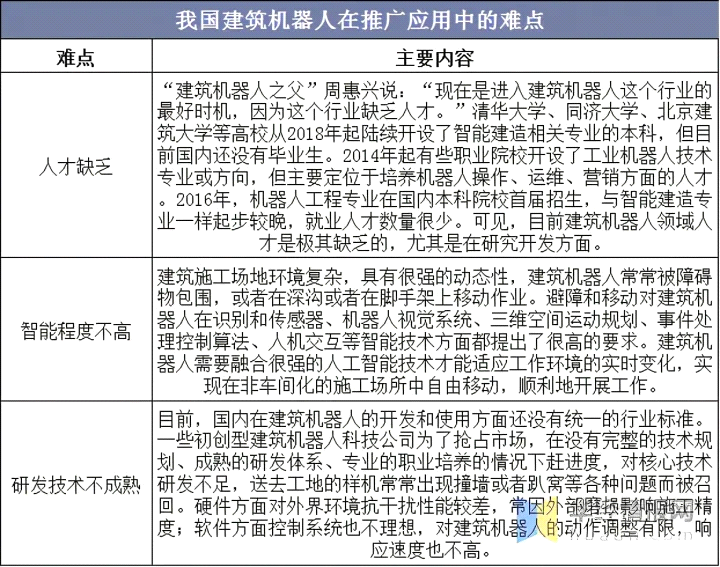 我国建筑机器人在推广应用中的难点
难点
主要内容
人才缺乏
“建筑机器人之父”周惠兴说：“现在是进入建筑机器人这个行业的
最好时机，因为这个行业缺乏人才。”清华大学、同济大学、北京建
筑大学等高校从2018年起陆续开设了智能建造相关专业的本科，但目
前国内还没有毕业生。2014年起有些职业院校开设了工业机器人技术
专业或方向，但主要定位于培养机器人操作、运维、营销方面的人才
。2016年，机器人工程专业在国内本科院校首届招生，与智能建造专
业一样起步较晚，就业人才数量很少。可见，目前建筑机器人领域人
才是极其缺乏的，尤其是在研究开发方面。
智能程度不高
建筑施工场地环境复杂，具有很强的动态性，建筑机器人常常被障碍
物包围，或者在深沟或者在脚手架上移动作业。避障和移动对建筑机
器人在识别和传感器、机器人视觉系统、三维空间运动规划、事件处
理控制算法、人机交互等智能技术方面都提出了很高的要求。建筑机
器人需要融合很强的人工智能技术才能适应工作环境的实时变化，实
现在非车间化的施工场所中自由移动，顺利地开展工作。
研发技术不成熟
目前，国内在建筑机器人的开发和使用方面还没有统一的行业标准。
一些初创型建筑机器人科技公司为了抢占市场，在没有完整的技术规
划、成熟的研发体系、专业的职业培养的情况下赶进度，对核心技术
研发不足，送去工地的样机常常出现撞墙或者趴窝等各种问题而被召
回。硬件方面对外界环境抗干扰性能较差，常因外部磨损影响施工精
度；软件方面控制系统也不理想，对建筑机器人的动作调整有限，响
应速度也不高。